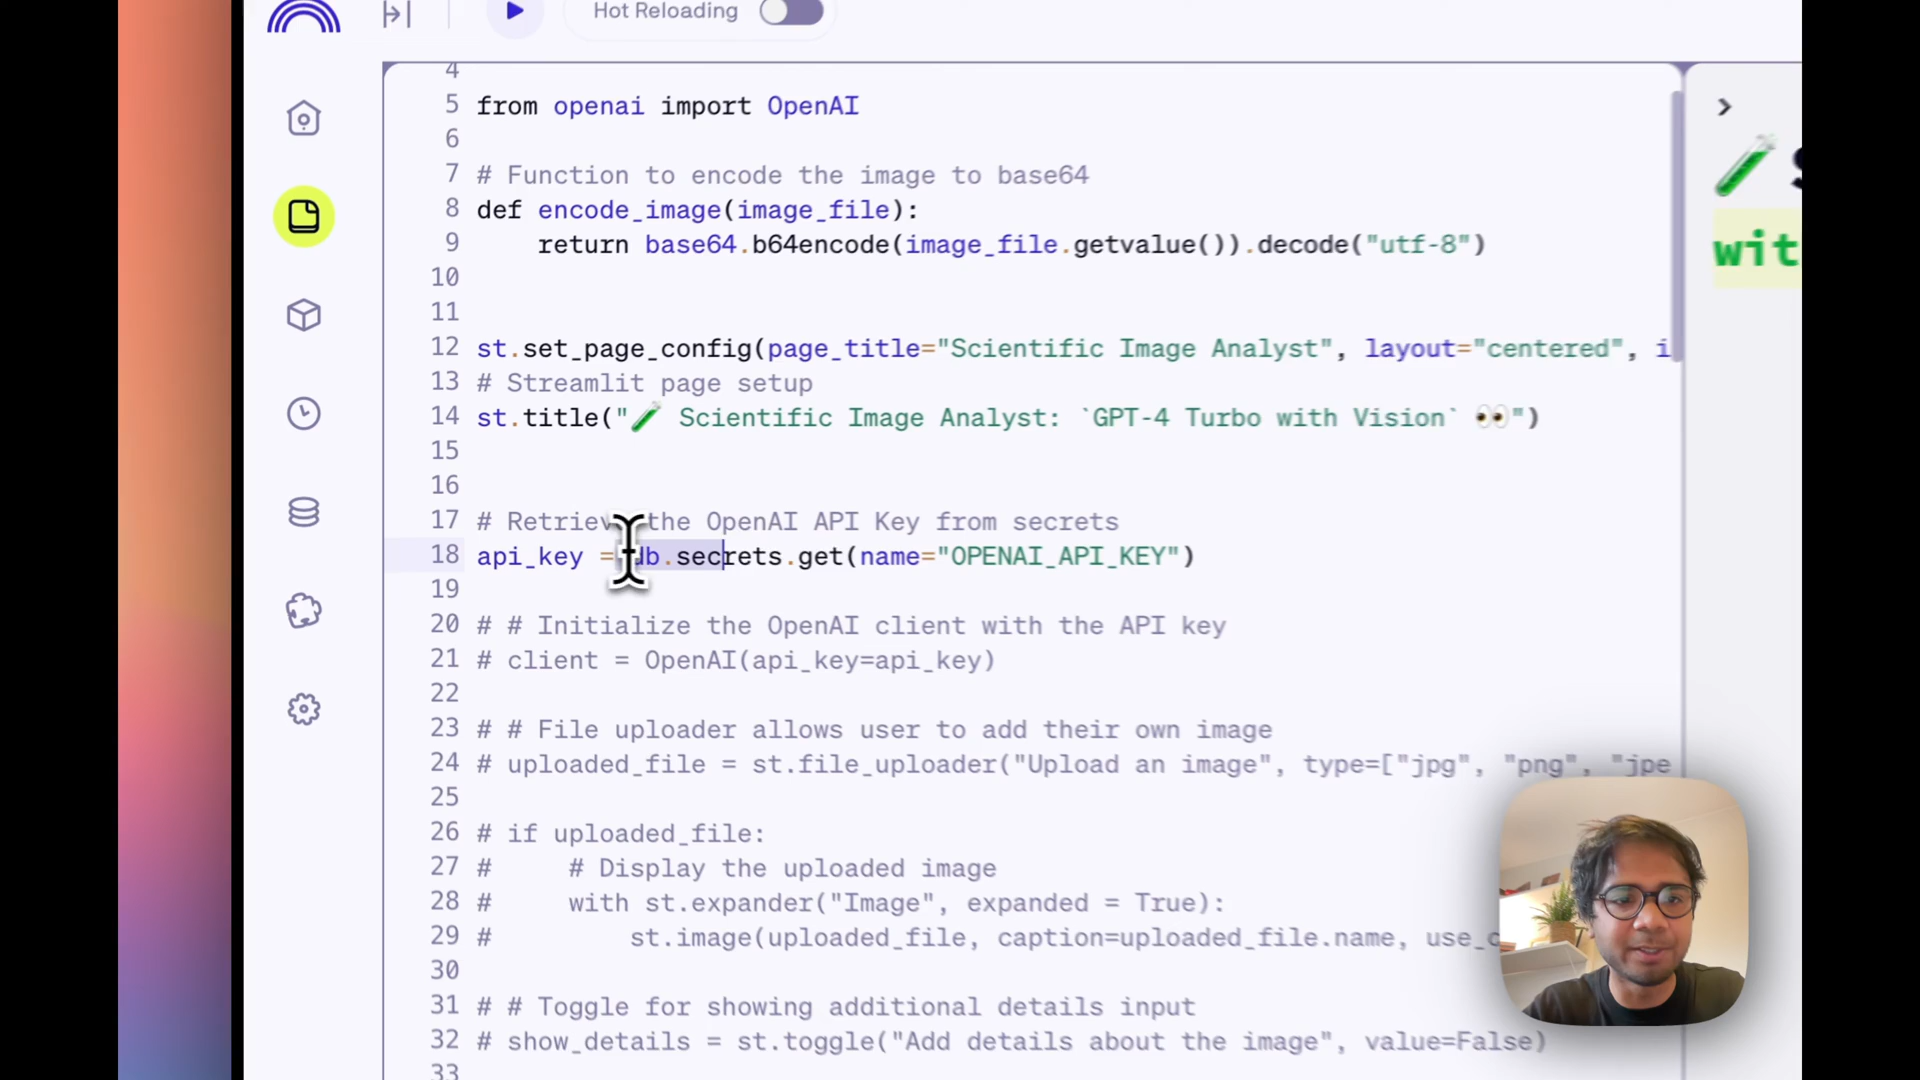 Hot Reloading
4
5 from openai import OpenAI
6
7 # Function to encode the image to base64
8 def encode_image(image_file):
9     return base64.b64encode(image_file.getvalue()).decode("utf-8")
10
11
12 st.set_page_config(page_title="Scientific Image Analyst", layout="centered", i
13 # Streamlit page setup
14 st.title("🧪 Scientific Image Analyst: `GPT-4 Turbo with Vision` 👀")
15
16
17 # Retrieve the OpenAI API Key from secrets
18 api_key = db.secrets.get(name="OPENAI_API_KEY")
19
20 # # Initialize the OpenAI client with the API key
21 # client = OpenAI(api_key=api_key)
22
23 # # File uploader allows user to add their own image
24 # uploaded_file = st.file_uploader("Upload an image", type=["jpg", "png", "jpe
25
26 # if uploaded_file:
27 #     # Display the uploaded image
28 #     with st.expander("Image", expanded = True):
29 #         st.image(uploaded_file, caption=uploaded_file.name, use_c
30
31 # # Toggle for showing additional details input
32 # show_details = st.toggle("Add details about the image", value=False)
33
wit